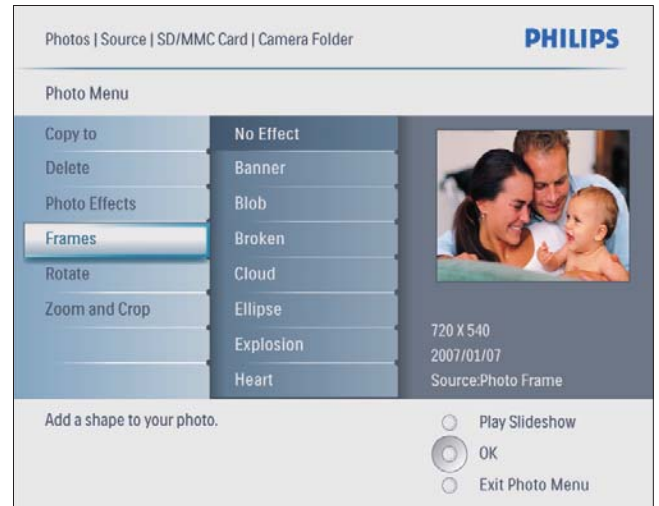 Photos | Source | SD/MMC Card | Camera Folder
PHILIPS
Photo Menu
Copy to
Delete
Photo Effects
Frames
Rotate
Zoom and Crop
No Effect
Banner
Blob
Broken
Cloud
Ellipse
Explosion
Heart
720 X 540
2007/01/07
Source:Photo Frame
Add a shape to your photo.
Play Slideshow
OK
Exit Photo Menu